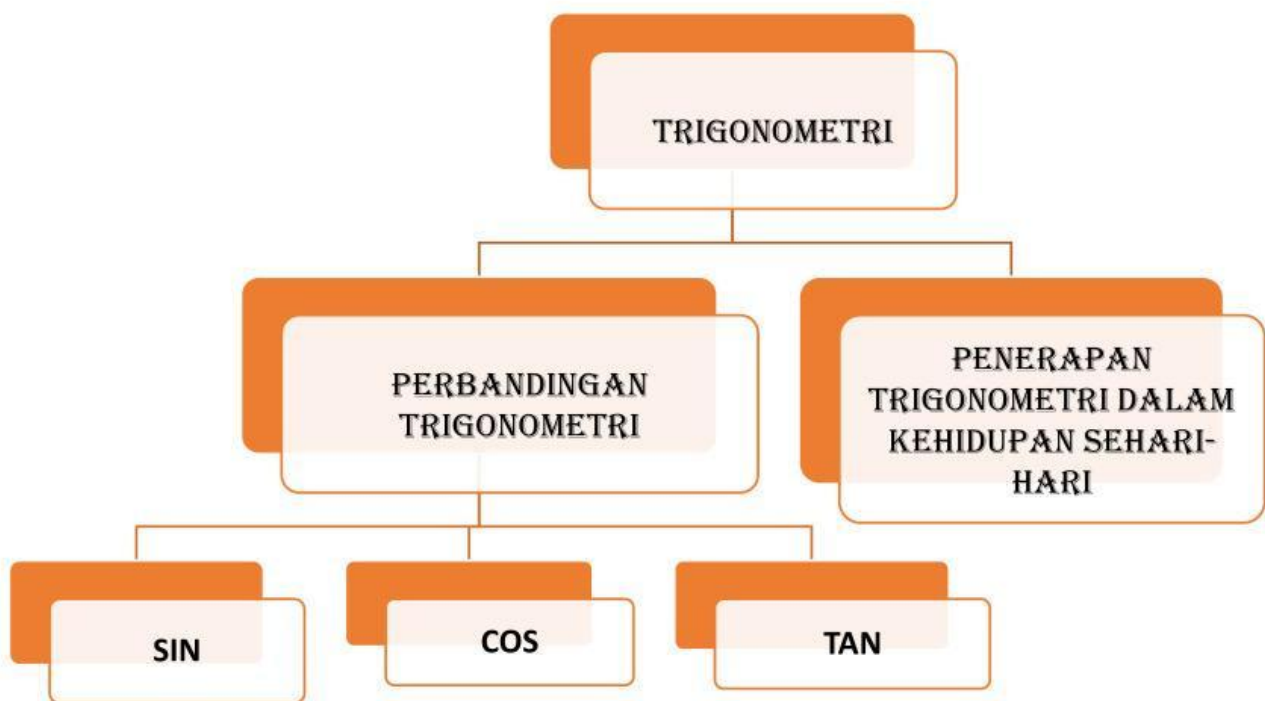 TRIGONOMETRI
PERBANDINGAN
TRIGONOMETRI
PENERAPAN
TRIGONOMETRI DALAM
KEHIDUPAN SEHARI-
HARI
SIN
COS
TAN